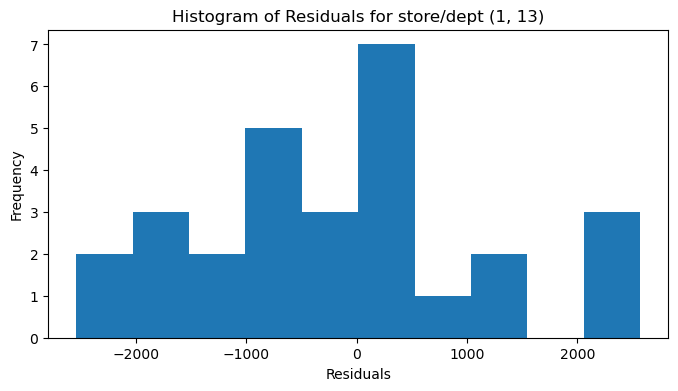 Histogram of Residuals for store/dept (1, 13)
Frequency
7
6
5
4
3
2
1
0
−2000 −1000 0 1000 2000
Residuals